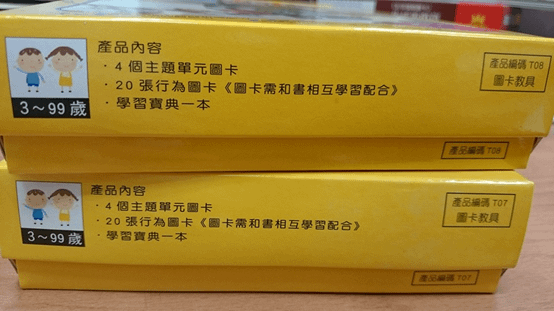 產品內容
· 4 個主題單元圖卡
· 20 張行為圖卡《圖卡需和書相互學習配合》
· 學習寶典一本
3～99 歲
產品編碼 T08
圖卡教具
產品編碼 T08
產品內容
· 4 個主題單元圖卡
· 20 張行為圖卡《圖卡需和書相互學習配合》
· 學習寶典一本
3～99 歲
產品編碼 T07
圖卡教具
產品編碼 T07